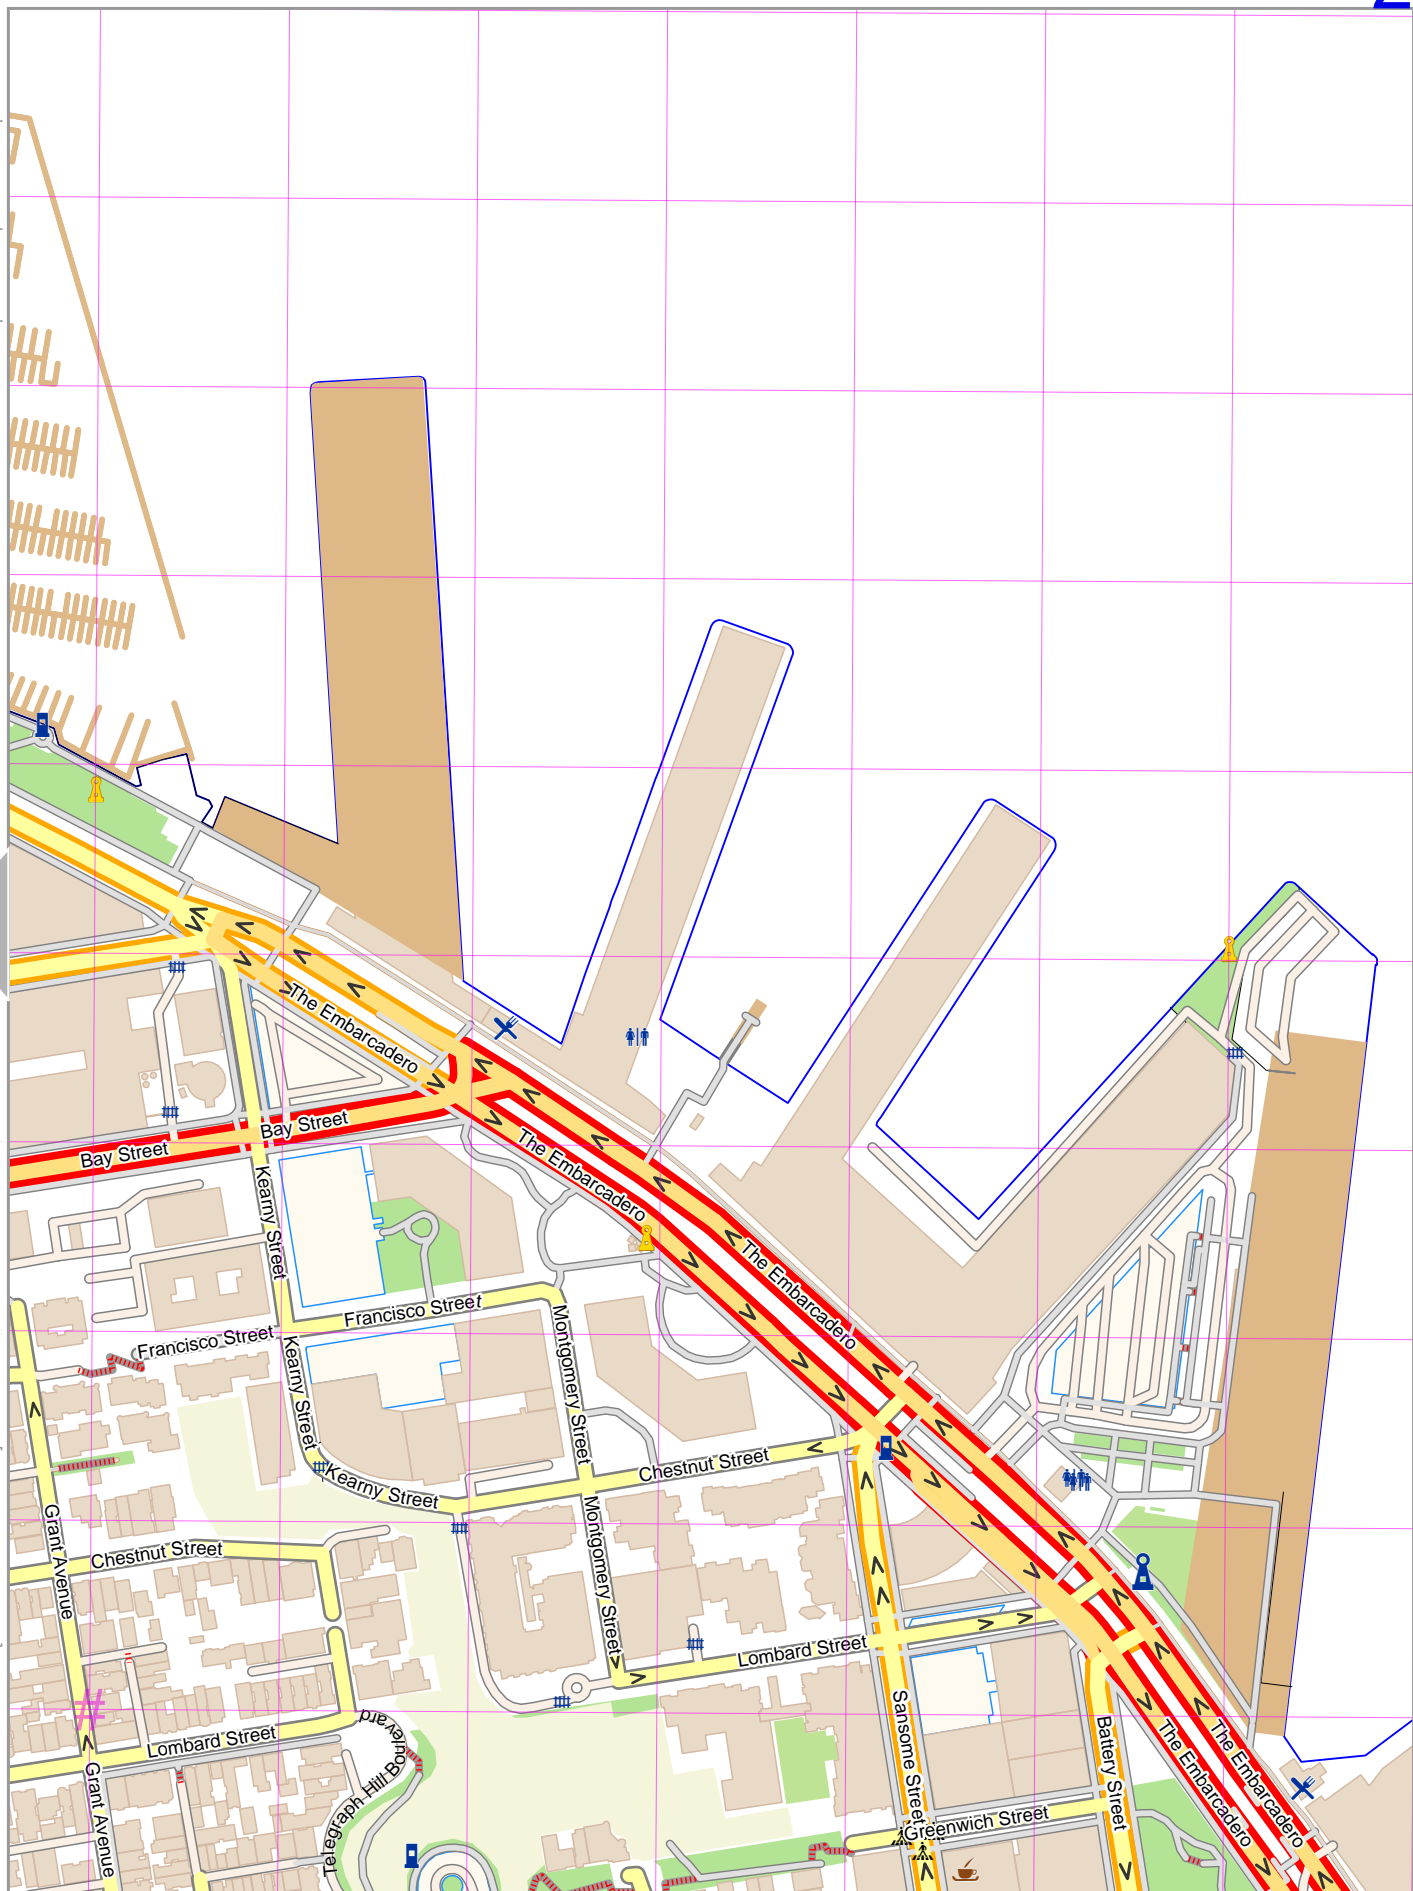 The Embarcadero
Bay Street
Bay Street
The Embarcadero
Kearny Street
The Embarcadero
Francisco Street
Francisco Street
Montgomery Street
Kearny Street
Chestnut Street
Kearny Street
Grant Avenue
Chestnut Street
Montgomery Street
Lombard Street
Sansome Street
Battery Street
The Embarcadero
The Embarcadero
Lombard Street
Telegraph Hill Boulevard
Grant Avenue
Greenwich Street
#